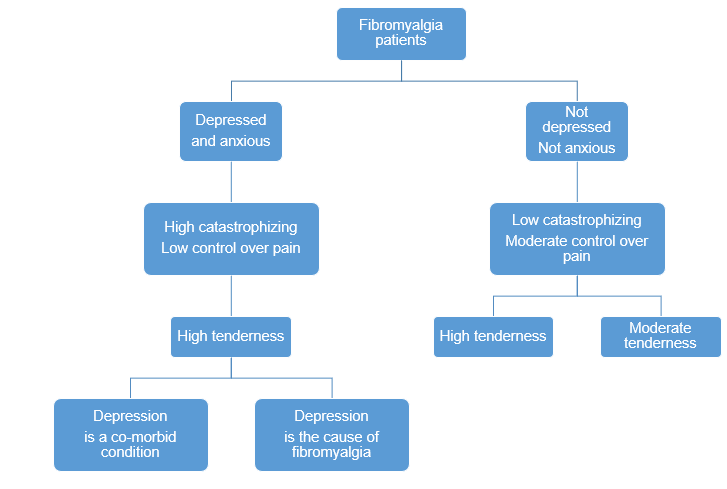 Fibromyalgia
patients
Depressed
and anxious
Not
depressed
Not anxious
High catastrophizing
Low control over pain
Low catastrophizing
Moderate control over
pain
High tenderness
High tenderness
Moderate
tenderness
Depression
is a co-morbid
condition
Depression
is the cause of
fibromyalgia